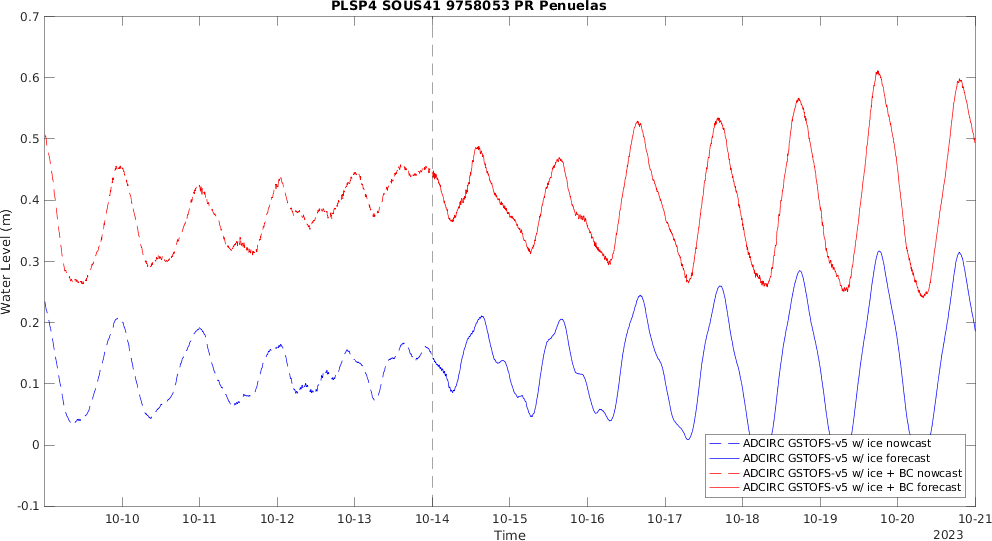 PLSP4 SOUS41 9758053 PR Penuelas
0.7
0.6
0.5
0.4
0.3
0.2
0.1
0
-0.1
Water Level (m)
ADCIRC GSTOFS-v5 w/ ice nowcast
ADCIRC GSTOFS-v5 w/ ice forecast
ADCIRC GSTOFS-v5 w/ ice + BC nowcast
ADCIRC GSTOFS-v5 w/ ice + BC forecast
10-10 10-11 10-12 10-13 10-14 10-15 10-16 10-17 10-18 10-19 10-20 10-21
Time
2023